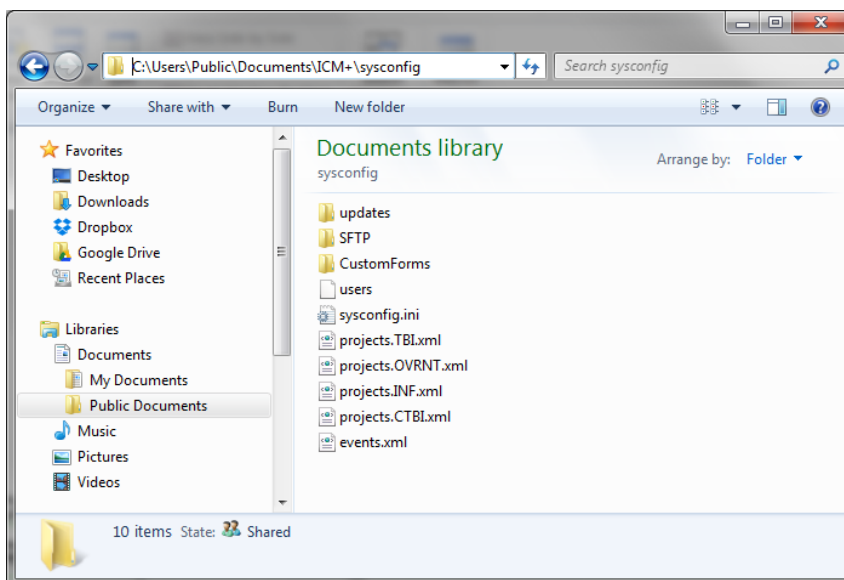 C:\Users\Public\Documents\ICM+\sysconfig
Search sysconfig
Organize Share with Burn New folder
Favorites
Desktop
Downloads
Dropbox
Google Drive
Recent Places
Libraries
Documents
My Documents
Public Documents
Music
Pictures
Videos
Documents library
sysconfig
Arrange by: Folder
updates
SFTP
CustomForms
users
sysconfig.ini
projects.TBI.xml
projects.OVRNT.xml
projects.INF.xml
projects.CTBI.xml
events.xml
10 items State: Shared